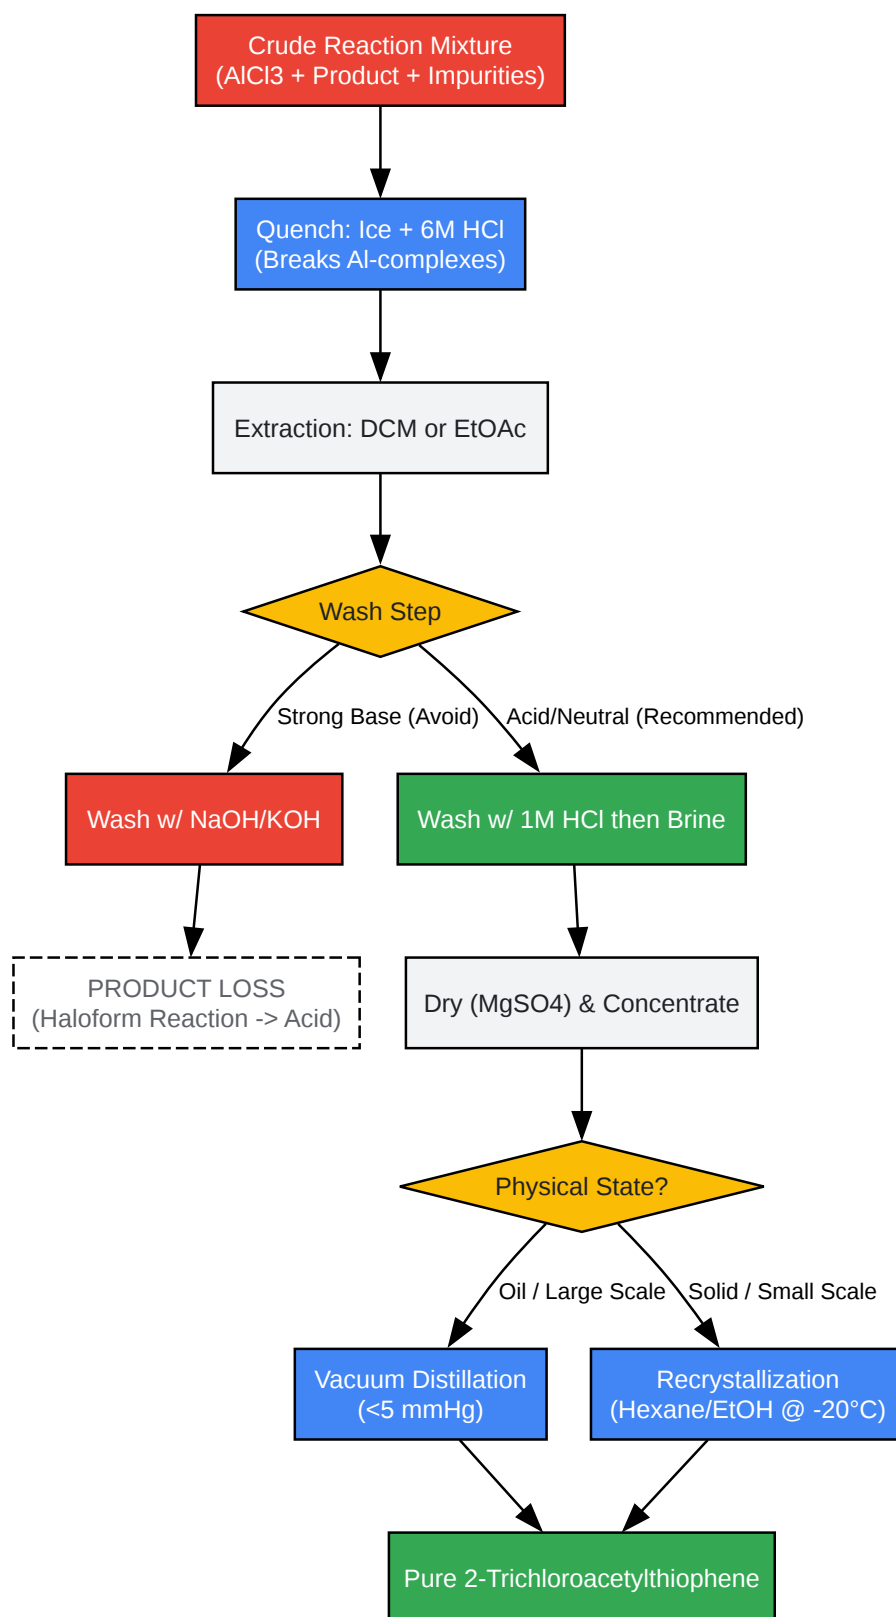 Crude Reaction Mixture
(AlCl3 + Product + Impurities)
Quench: Ice + 6M HCl
(Breaks Al-complexes)
Extraction: DCM or EtOAc
Wash Step
Strong Base (Avoid)
Acid/Neutral (Recommended)
Wash w/ NaOH/KOH
Wash w/ 1M HCl then Brine
PRODUCT LOSS
(Haloform Reaction -> Acid)
Dry (MgSO4) & Concentrate
Physical State?
Oil / Large Scale
Solid / Small Scale
Vacuum Distillation
(<5 mmHg)
Recrystallization
(Hexane/EtOH @ -20°C)
Pure 2-Trichloroacetylthiophene